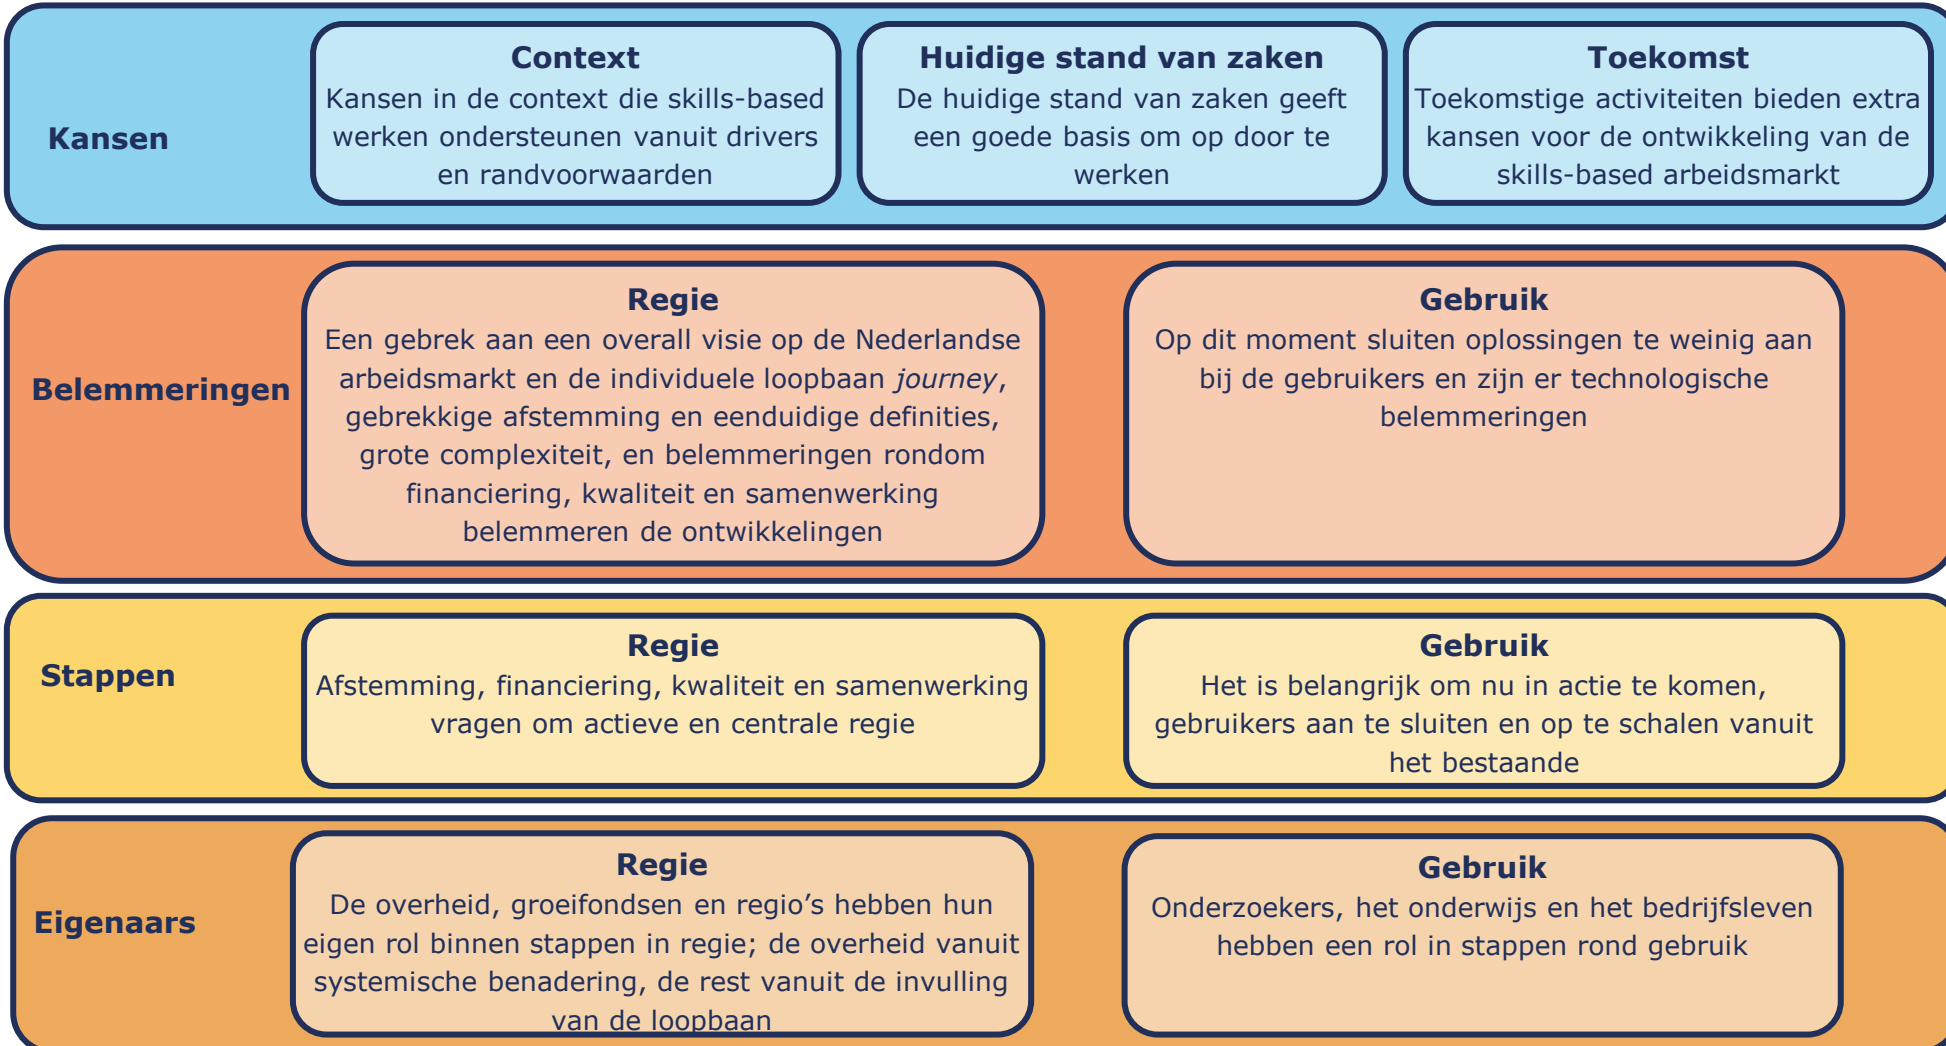 Kansen
Context
Kansen in de context die skills-based
werken ondersteunen vanuit drivers
en randvoorwaarden
Huidige stand van zaken
De huidige stand van zaken geeft
een goede basis om op door te
werken
Toekomst
Toekomstige activiteiten bieden extra
kansen voor de ontwikkeling van de
skills-based arbeidsmarkt
Belemmeringen
Regie
Een gebrek aan een overall visie op de Nederlandse
arbeidsmarkt en de individuele loopbaan journey,
gebrekkige afstemming en eenduidige definities,
grote complexiteit, en belemmeringen rondom
financiering, kwaliteit en samenwerking
belemmeren de ontwikkelingen
Gebruik
Op dit moment sluiten oplossingen te weinig aan
bij de gebruikers en zijn er technologische
belemmeringen
Stappen
Regie
Afstemming, financiering, kwaliteit en samenwerking
vragen om actieve en centrale regie
Gebruik
Het is belangrijk om nu in actie te komen,
gebruikers aan te sluiten en op te schalen vanuit
het bestaande
Eigenaars
Regie
De overheid, groeifondsen en regio’s hebben hun
eigen rol binnen stappen in regie; de overheid vanuit
systemische benadering, de rest vanuit de invulling
van de loopbaan
Gebruik
Onderzoekers, het onderwijs en het bedrijfsleven
hebben een rol in stappen rond gebruik